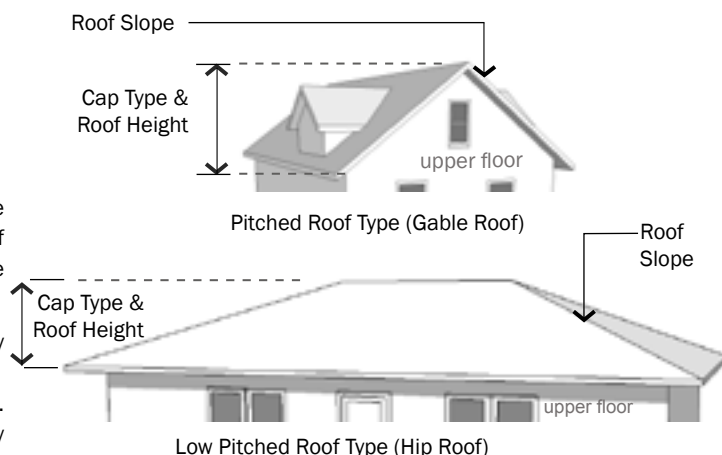 Roof Slope
Cap Type &
Roof Height
upper floor
Pitched Roof Type (Gable Roof)
Roof
Slope
Cap Type &
Roof Height
upper floor
Low Pitched Roof Type (Hip Roof)